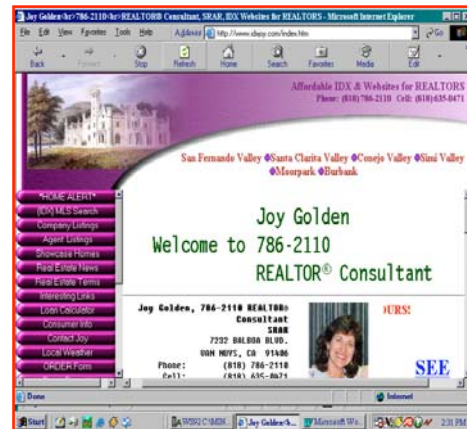 Joy Golden<br>786-2110<br>REALTOR® Consultant, SRAR, IDX Websites for REALTORS - Microsoft Internet Explorer
File Edit View Favorites Tools Help Address http://www.idxjoy.com/index.htm Go
Back Forward Stop Refresh Home Search Favorites Media Edit
Affordable IDX & Websites for REALTORS
Phone: (818) 786-2110 Cell: (818) 635-0471
San Fernando Valley Santa Clarita Valley Conejo Valley Simi Valley
Moorpark Burbank
*HOME ALERT*
(IDX) MLS Search
Company Listings
Agent Listings
Showcase Homes
Real Estate News
Real Estate Terms
Interesting Links
Loan Calculator
Consumer Info
Contact Joy
Local Weather
ORDER Form
Joy Golden
Welcome to 786-2110
REALTOR® Consultant
Joy Golden, 786-2110 REALTOR®
Consultant
SRAR
7232 BALBOA BLVD.
VAN NUYS, CA 91406
Phone: (818) 786-2110
Cell: (818) 635-0471
OURS!
SEE
Done Internet
Start Joy Golden<b... Microsoft Wo... 2:31 PM